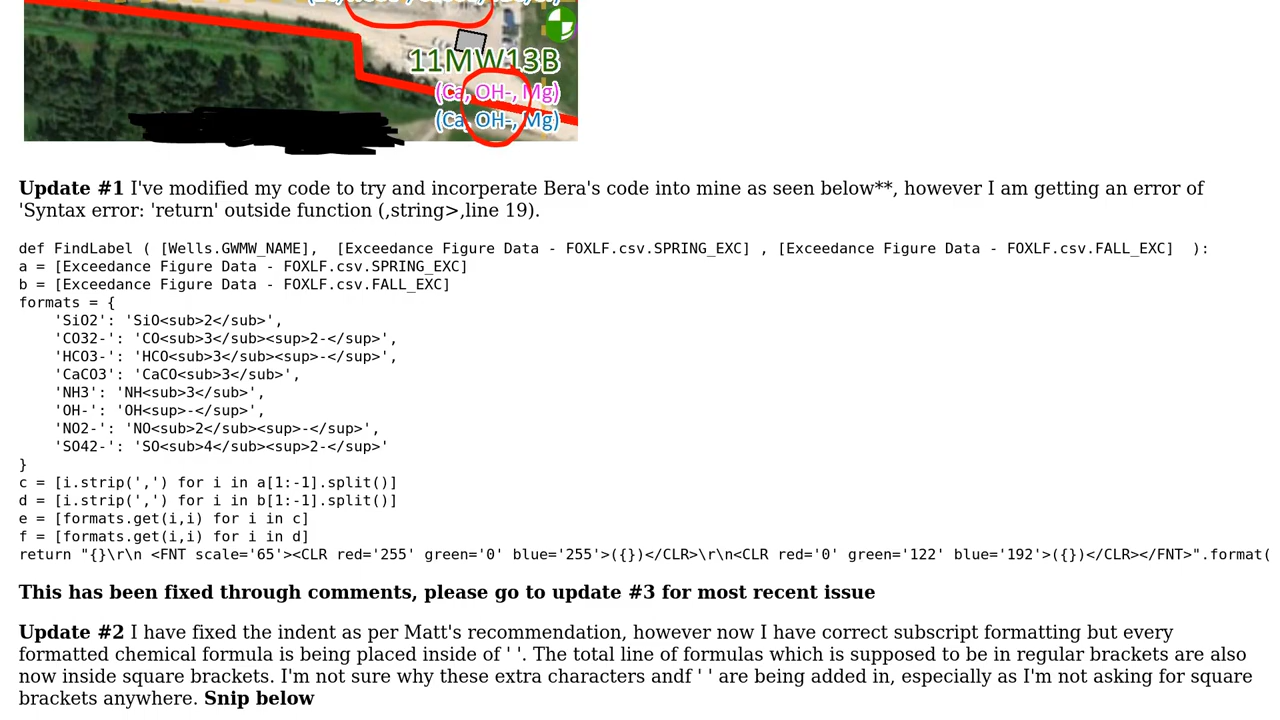 11MW13B
(Ca, OH-, Mg)
(Ca, OH-, Mg)
Update #1 I've modified my code to try and incorperate Bera's code into mine as seen below**, however I am getting an error of
'Syntax error: 'return' outside function (,string>,line 19).
def FindLabel ( [Wells.GWMW_NAME],  [Exceedance Figure Data - FOXLF.csv.SPRING_EXC] , [Exceedance Figure Data - FOXLF.csv.FALL_EXC]  ):
a = [Exceedance Figure Data - FOXLF.csv.SPRING_EXC]
b = [Exceedance Figure Data - FOXLF.csv.FALL_EXC]
formats = {
    'SiO2': 'SiO<sub>2</sub>',
    'CO32-': 'CO<sub>3</sub><sup>2-</sup>',
    'HCO3-': 'HCO<sub>3</sub><sup>-</sup>',
    'CaCO3': 'CaCO<sub>3</sub>',
    'NH3': 'NH<sub>3</sub>',
    'OH-': 'OH<sup>-</sup>',
    'NO2-': 'NO<sub>2</sub><sup>-</sup>',
    'SO42-': 'SO<sub>4</sub><sup>2-</sup>'
}
c = [i.strip(',') for i in a[1:-1].split()]
d = [i.strip(',') for i in b[1:-1].split()]
e = [formats.get(i,i) for i in c]
f = [formats.get(i,i) for i in d]
return "{}\r\n <FNT scale='65'><CLR red='255' green='0' blue='255'>({})</CLR>\r\n<CLR red='0' green='122' blue='192'>({})</CLR></FNT>".format(
This has been fixed through comments, please go to update #3 for most recent issue
Update #2 I have fixed the indent as per Matt's recommendation, however now I have correct subscript formatting but every
formatted chemical formula is being placed inside of ' '. The total line of formulas which is supposed to be in regular brackets are also
now inside square brackets. I'm not sure why these extra characters andf ' ' are being added in, especially as I'm not asking for square
brackets anywhere. Snip below